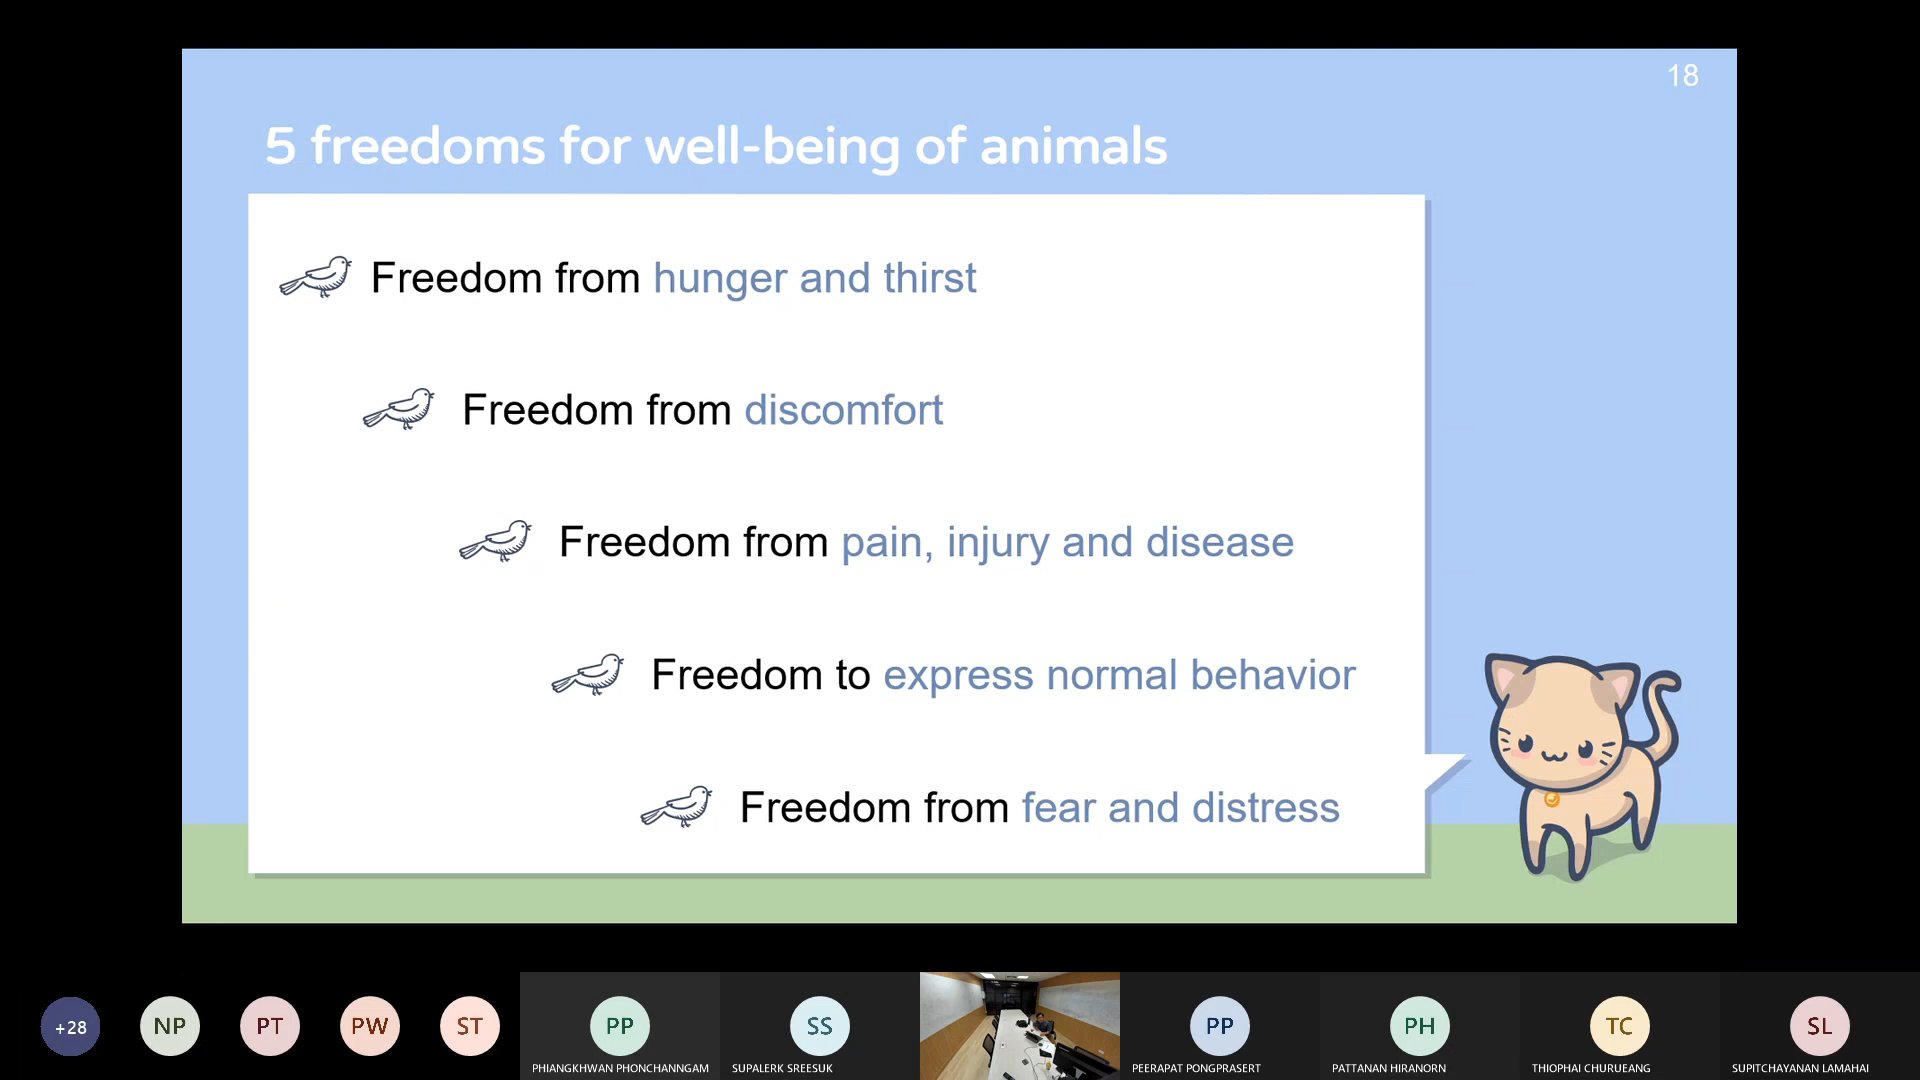 18
5 freedoms for well-being of animals
Freedom from hunger and thirst
Freedom from discomfort
Freedom from pain, injury and disease
Freedom to express normal behavior
Freedom from fear and distress
+28
NP
PT
PW
ST
PP
SS
PP
PH
TC
SL
PHIANGKHWAN PHONCHANNGAM
SUPALERK SREESUK
PEERAPAT PONGPRASERT
PATTANAN HIRANORN
THIOPHAI CHURUEANG
SUPITCHAYANAN LAMAHAI